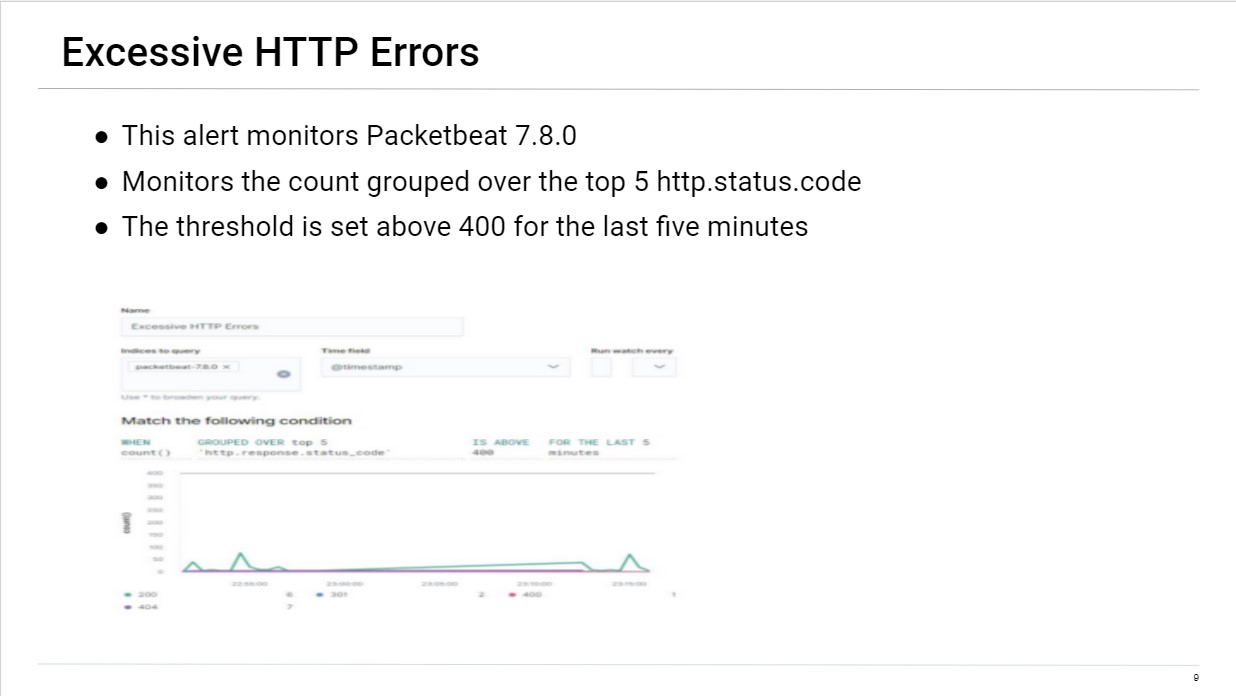 Excessive HTTP Errors
● This alert monitors Packetbeat 7.8.0
● Monitors the count grouped over the top 5 http.status.code
● The threshold is set above 400 for the last five minutes
Name
Excessive HTTP Errors
Indices to query Time field Run watch every
packetbeat-7.8.0 × @timestamp
Use * to broaden your query.
Match the following condition
WHEN GROUPED OVER top 5 IS ABOVE FOR THE LAST 5
count() 'http.response.status_code' 400 minutes
400
350
300
250
200
150
100
50
0
count()
22:55:00 23:00:00 23:05:00 23:10:00 23:15:00
200 6 301 2 400 1
404 7
9